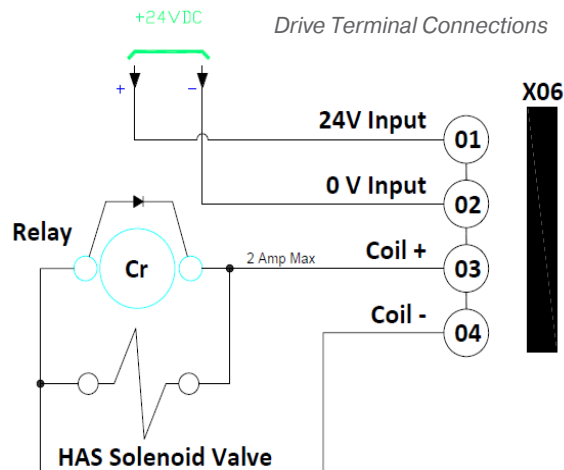 +24VDC
Drive Terminal Connections
+
-
X06
24V Input
01
0 V Input
02
Relay
Cr
2 Amp Max
Coil +
03
Coil -
04
HAS Solenoid Valve